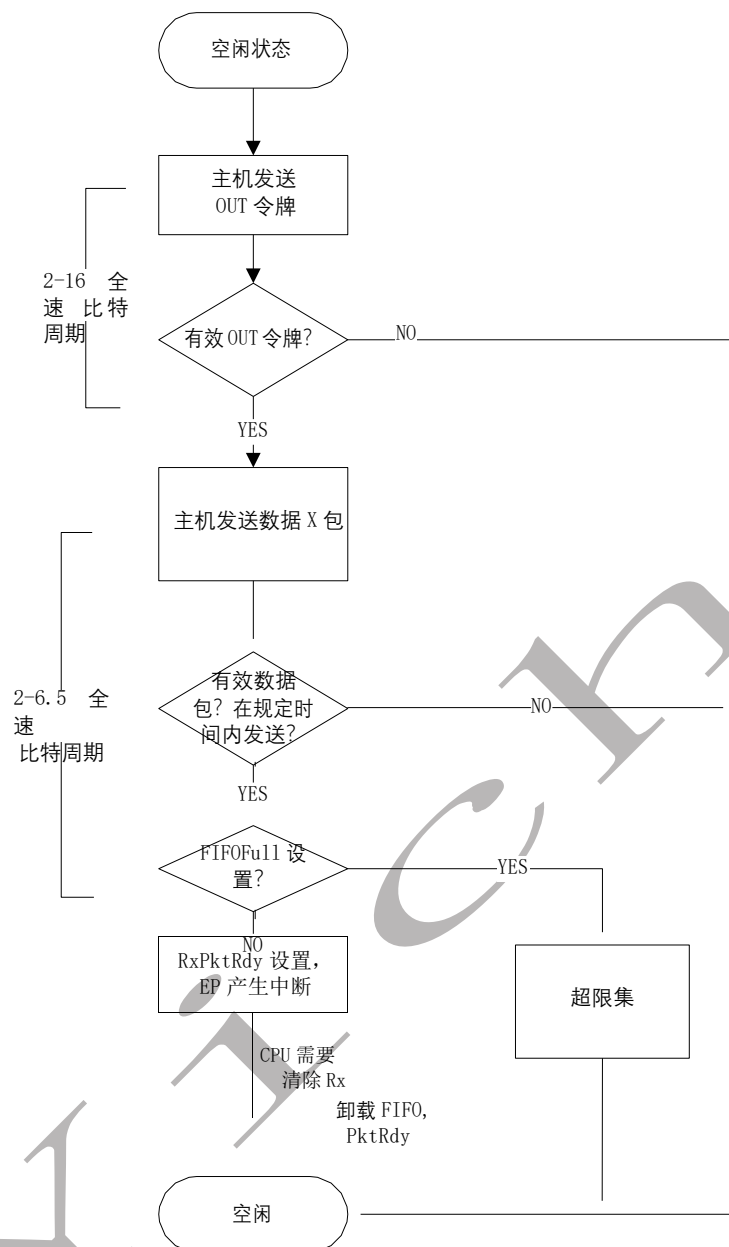 空闲状态
主机发送
OUT 令牌
2-16 全
速 比特
周期
有效 OUT 令牌?
NO
YES
主机发送数据 X 包
2-6.5 全
速
比特周期
有效数据
包? 在规定时
间内发送?
NO
YES
FIFOFull 设
置?
YES
NO
RxPktRdy 设置,
EP 产生中断
超限集
CPU 需要
清除 Rx
卸载 FIFO,
PktRdy
空闲